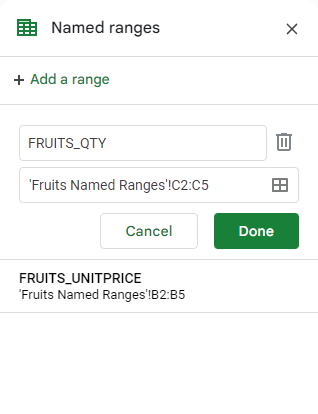 Named ranges
+ Add a range
FRUITS_QTY
'Fruits Named Ranges'!C2:C5
Cancel
Done
FRUITS_UNITPRICE
'Fruits Named Ranges'!B2:B5